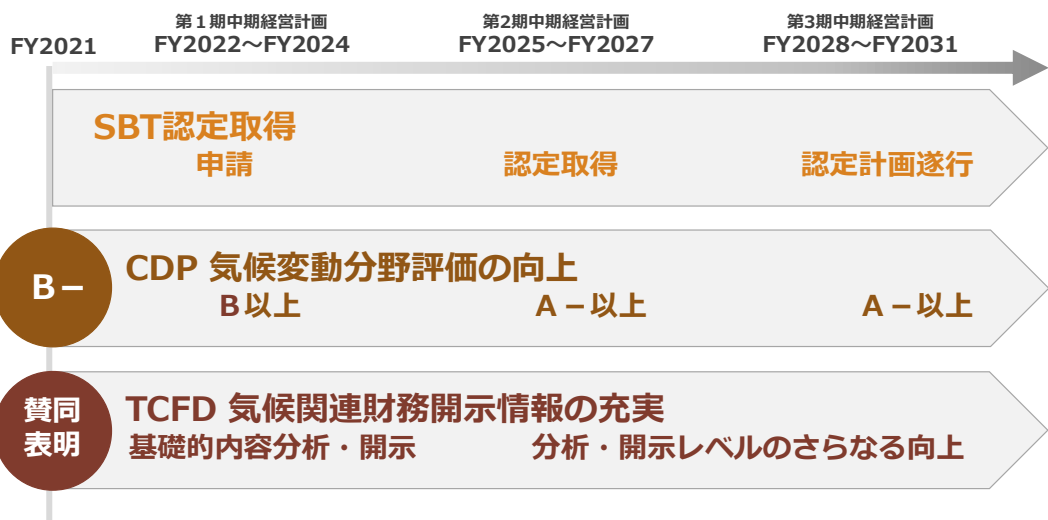 FY2021
第１期中期経営計画
FY2022～FY2024
第2期中期経営計画
FY2025～FY2027
第3期中期経営計画
FY2028～FY2031
SBT認定取得
申請
認定取得
認定計画遂行
B－
CDP 気候変動分野評価の向上
B以上
A－以上
A－以上
賛同
表明
TCFD 気候関連財務開示情報の充実
基礎的内容分析・開示
分析・開示レベルのさらなる向上